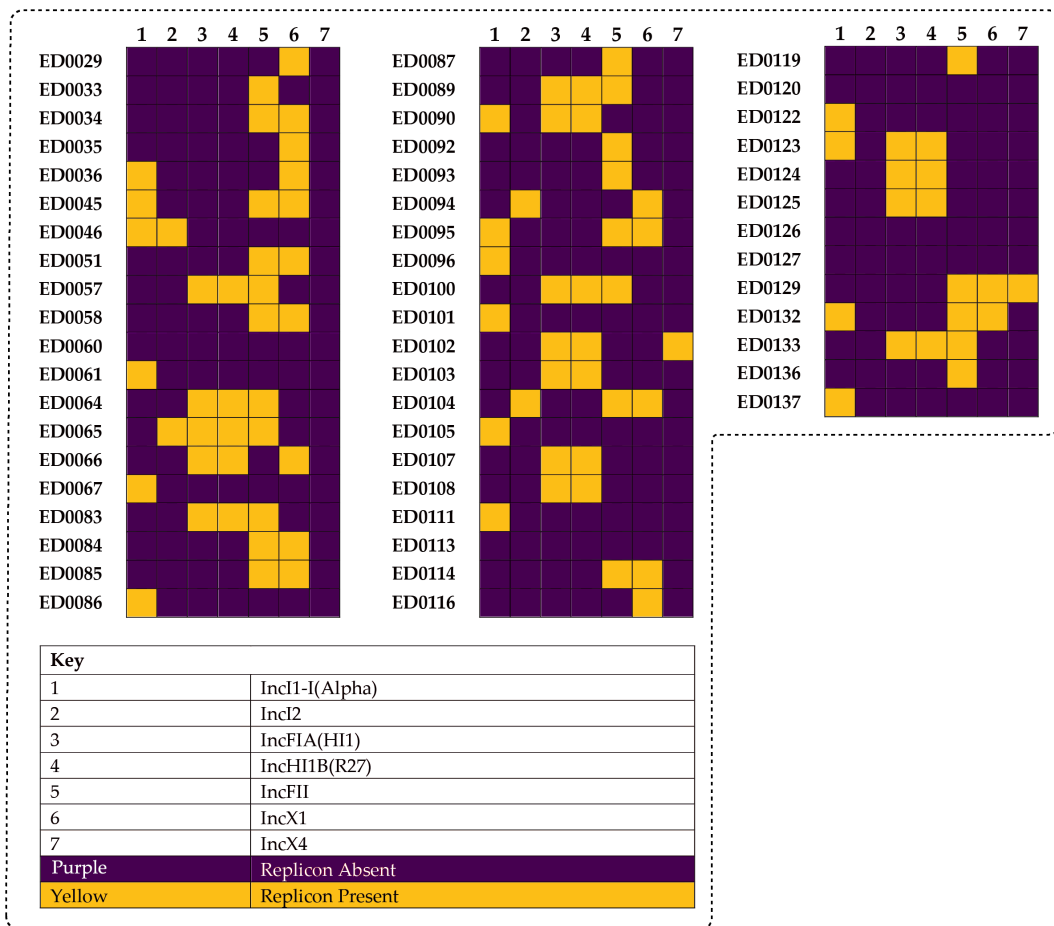 1 2 3 4 5 6 7
ED0029
ED0033
ED0034
ED0035
ED0036
ED0045
ED0046
ED0051
ED0057
ED0058
ED0060
ED0061
ED0064
ED0065
ED0066
ED0067
ED0083
ED0084
ED0085
ED0086
1 2 3 4 5 6 7
ED0087
ED0089
ED0090
ED0092
ED0093
ED0094
ED0095
ED0096
ED0100
ED0101
ED0102
ED0103
ED0104
ED0105
ED0107
ED0108
ED0111
ED0113
ED0114
ED0116
1 2 3 4 5 6 7
ED0119
ED0120
ED0122
ED0123
ED0124
ED0125
ED0126
ED0127
ED0129
ED0132
ED0133
ED0136
ED0137
Key
1 IncI1-I(Alpha)
2 IncI2
3 IncFIA(HI1)
4 IncHI1B(R27)
5 IncFII
6 IncX1
7 IncX4
Purple Replicon Absent
Yellow Replicon Present